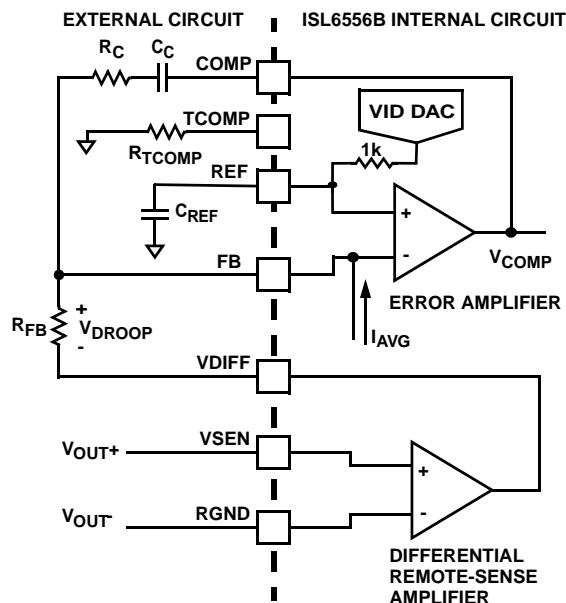 EXTERNAL CIRCUIT
ISL6556B INTERNAL CIRCUIT
RC
CC
COMP
TCOMP
RTCOMP
VID DAC
1k
REF
CREF
+
-
VCOMP
FB
ERROR AMPLIFIER
IAVG
RFB
+
VDROOP
-
VDIFF
VOUT+
VSEN
+
VOUT-
RGND
-
DIFFERENTIAL
REMOTE-SENSE
AMPLIFIER